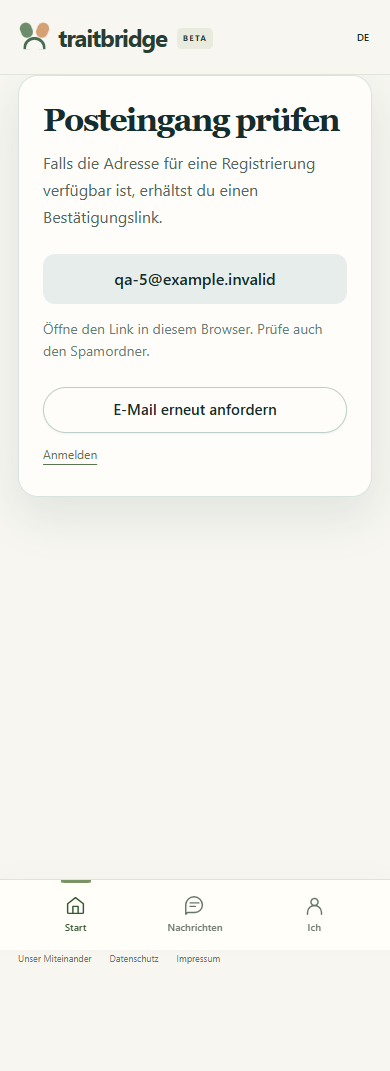 traitbridge BETA DE
Posteingang prüfen
Falls die Adresse für eine Registrierung
verfügbar ist, erhältst du einen
Bestätigungslink.
qa-5@example.invalid
Öffne den Link in diesem Browser. Prüfe auch
den Spamordner.
E-Mail erneut anfordern
Anmelden
Start Nachrichten Ich
Unser Miteinander Datenschutz Impressum